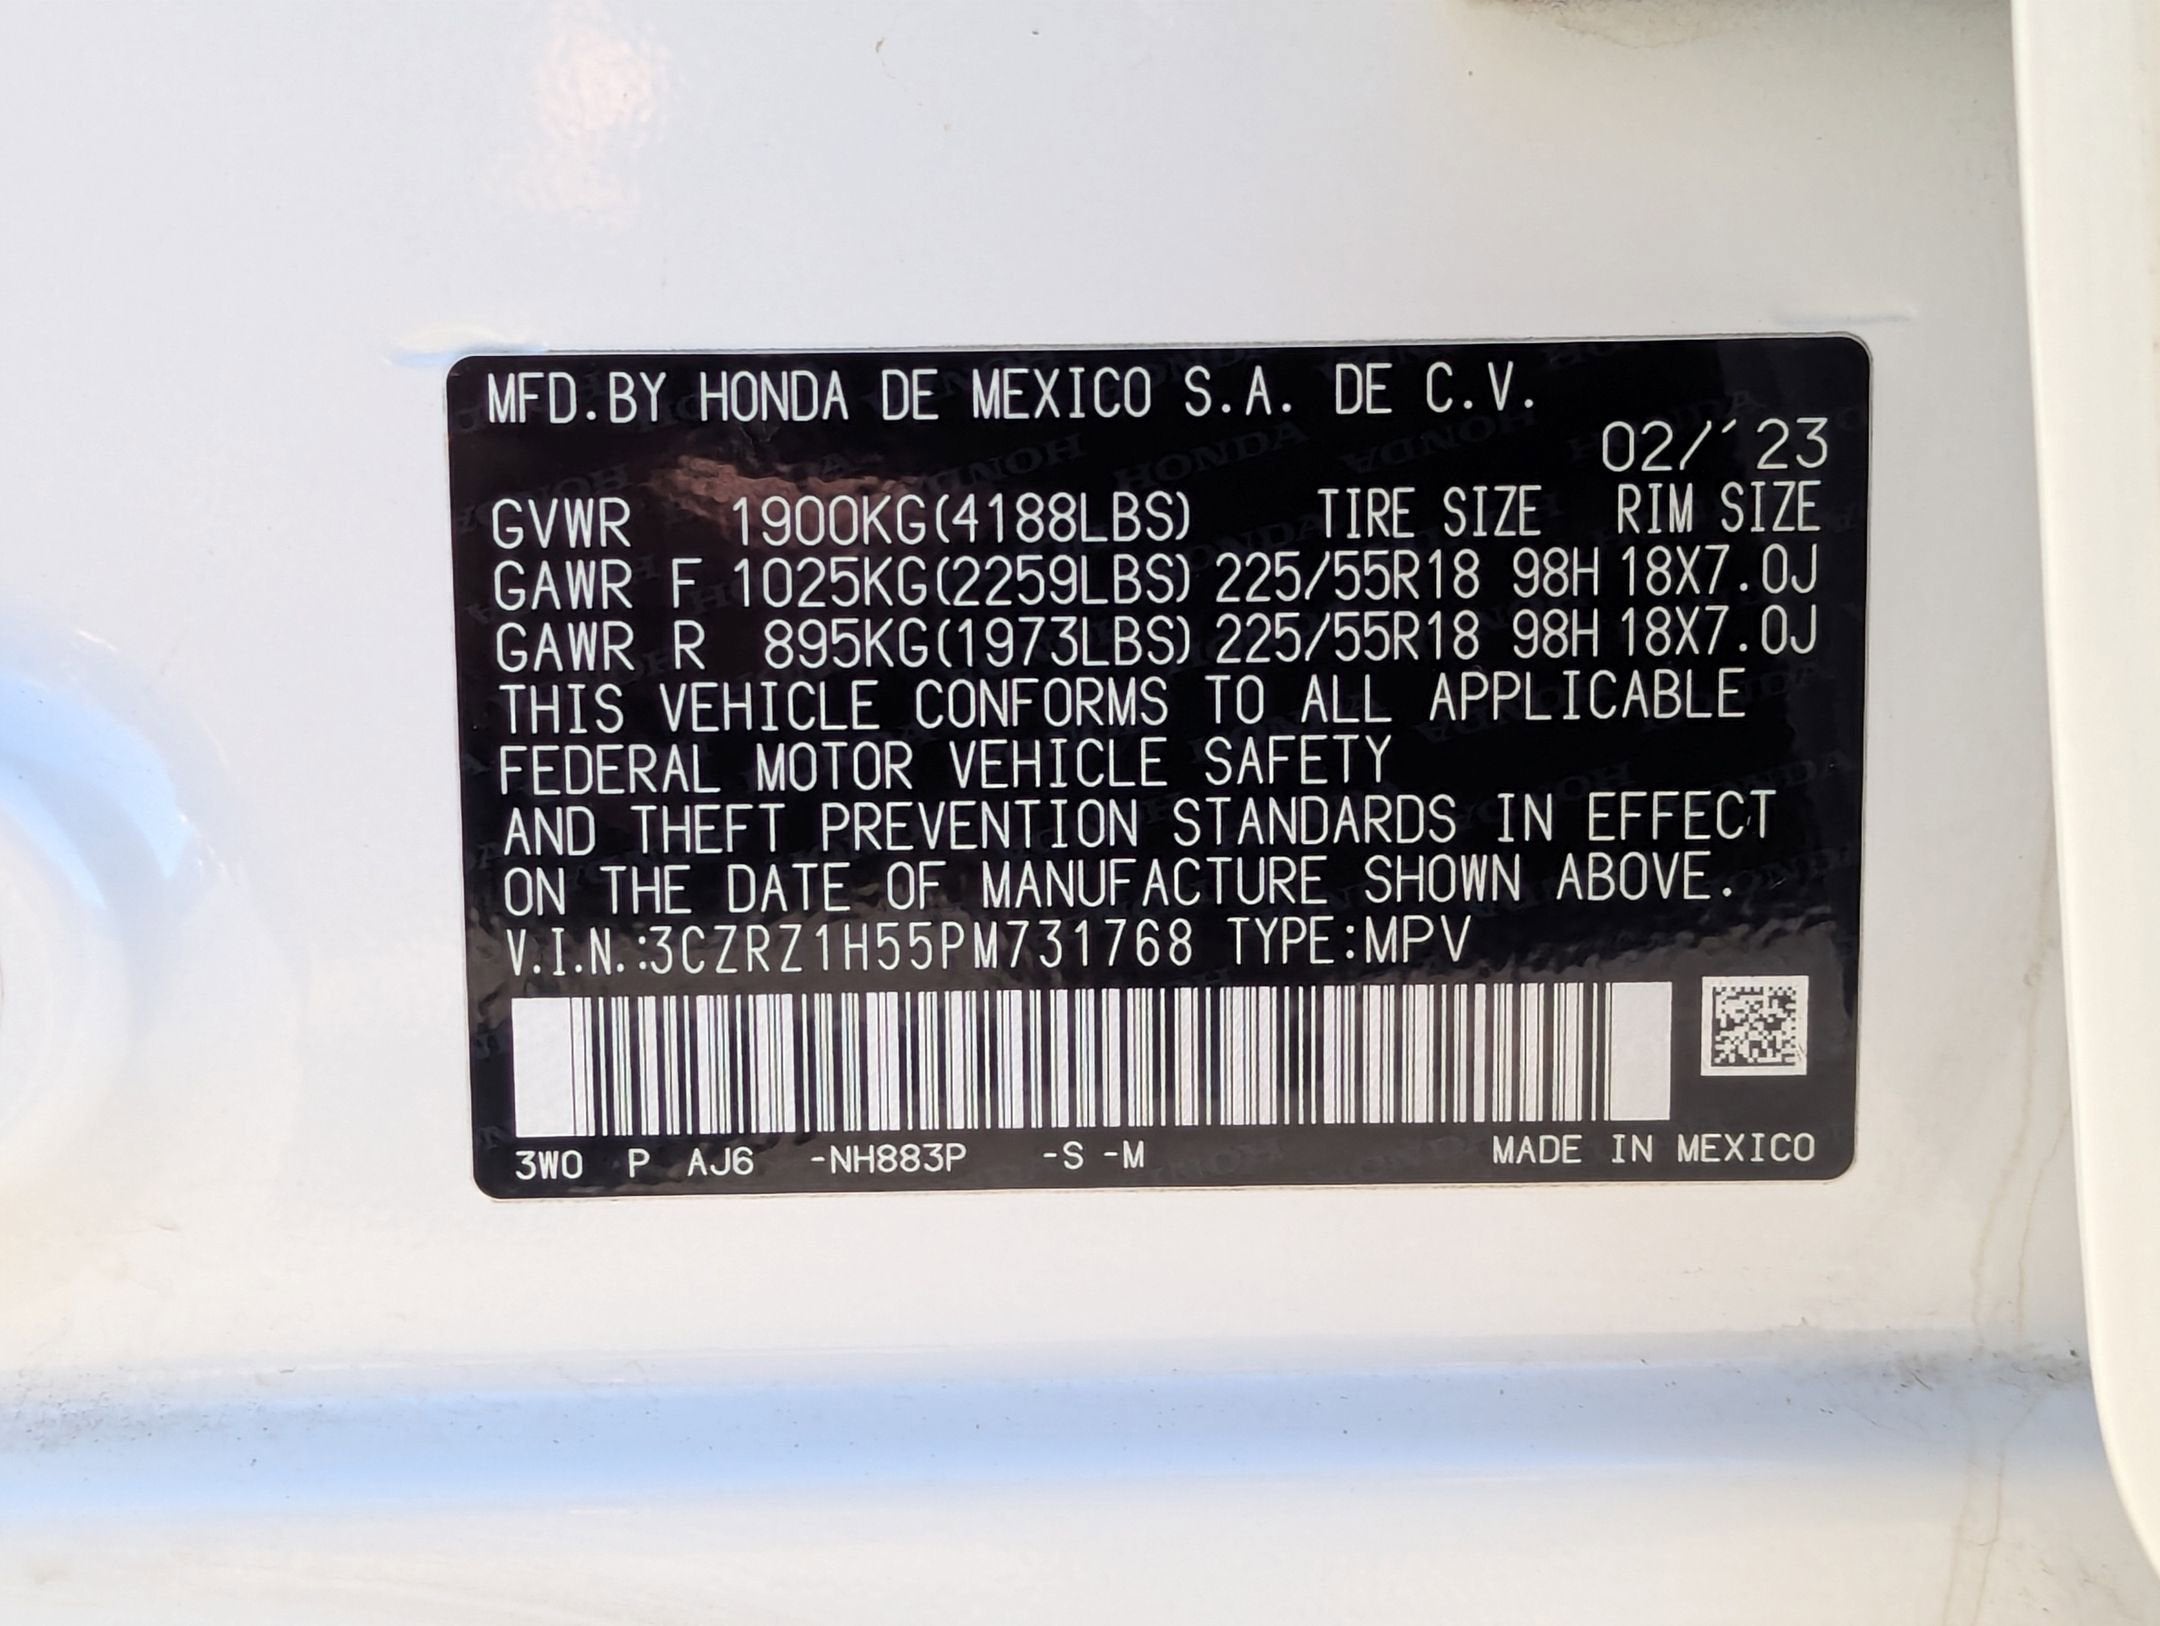 MFD.BY HONDA DE MEXICO S.A. DE C.V.
02/´23
GVWR 1900KG(4188LBS) TIRE SIZE RIM SIZE
GAWR F 1025KG(2259LBS) 225/55R18 98H 18X7.0J
GAWR R 895KG(1973LBS) 225/55R18 98H 18X7.0J
THIS VEHICLE CONFORMS TO ALL APPLICABLE
FEDERAL MOTOR VEHICLE SAFETY
AND THEFT PREVENTION STANDARDS IN EFFECT
ON THE DATE OF MANUFACTURE SHOWN ABOVE.
V.I.N.:3CZRZ1H55PM731768 TYPE:MPV
3W0 P AJ6 -NH883P -S -M MADE IN MEXICO